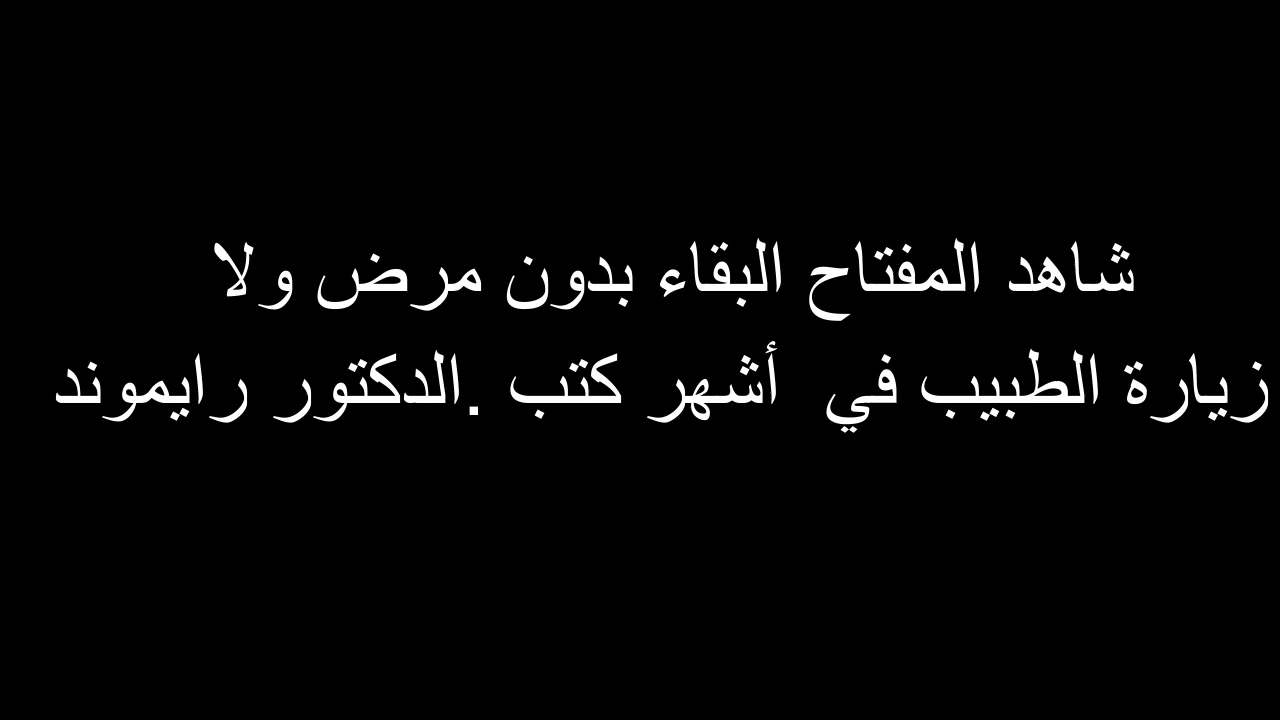 شاهد المفتاح البقاء بدون مرض ولا
زيارة الطبيب في  أشهر كتب .الدكتور رايموند